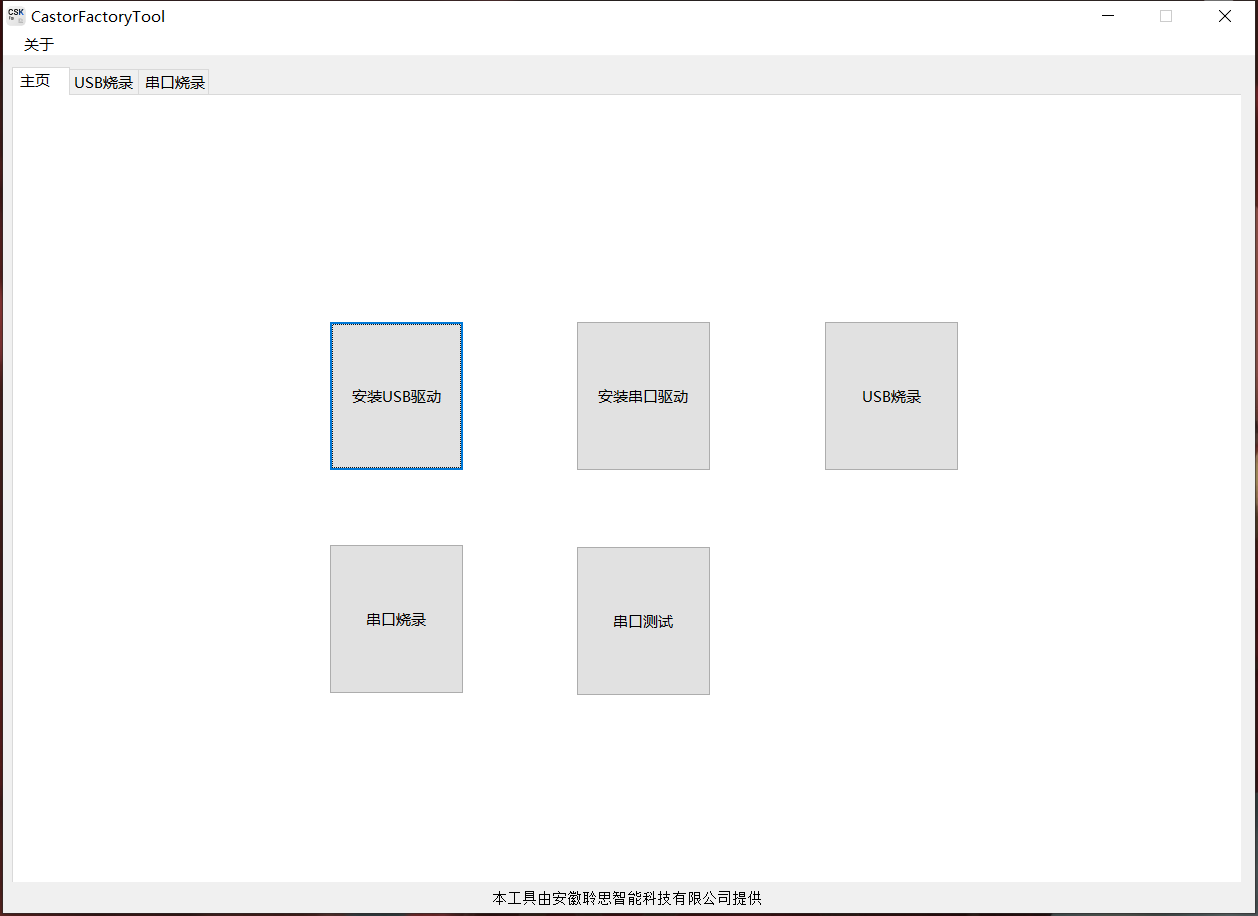 CSK
CastorFactoryTool
关于
主页 USB烧录 串口烧录
安装USB驱动 安装串口驱动 USB烧录
串口烧录 串口测试
本工具由安徽聆思智能科技有限公司提供